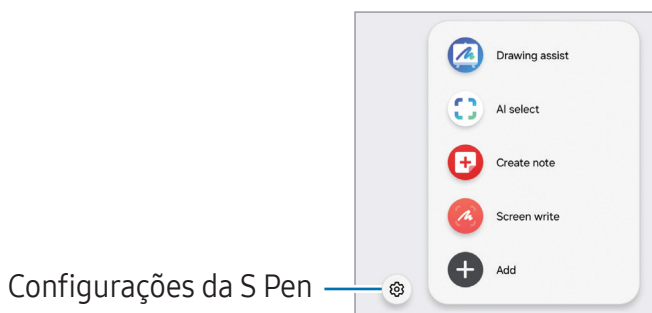 Drawing assist
AI select
Create note
Screen write
Add
Configurações da S Pen